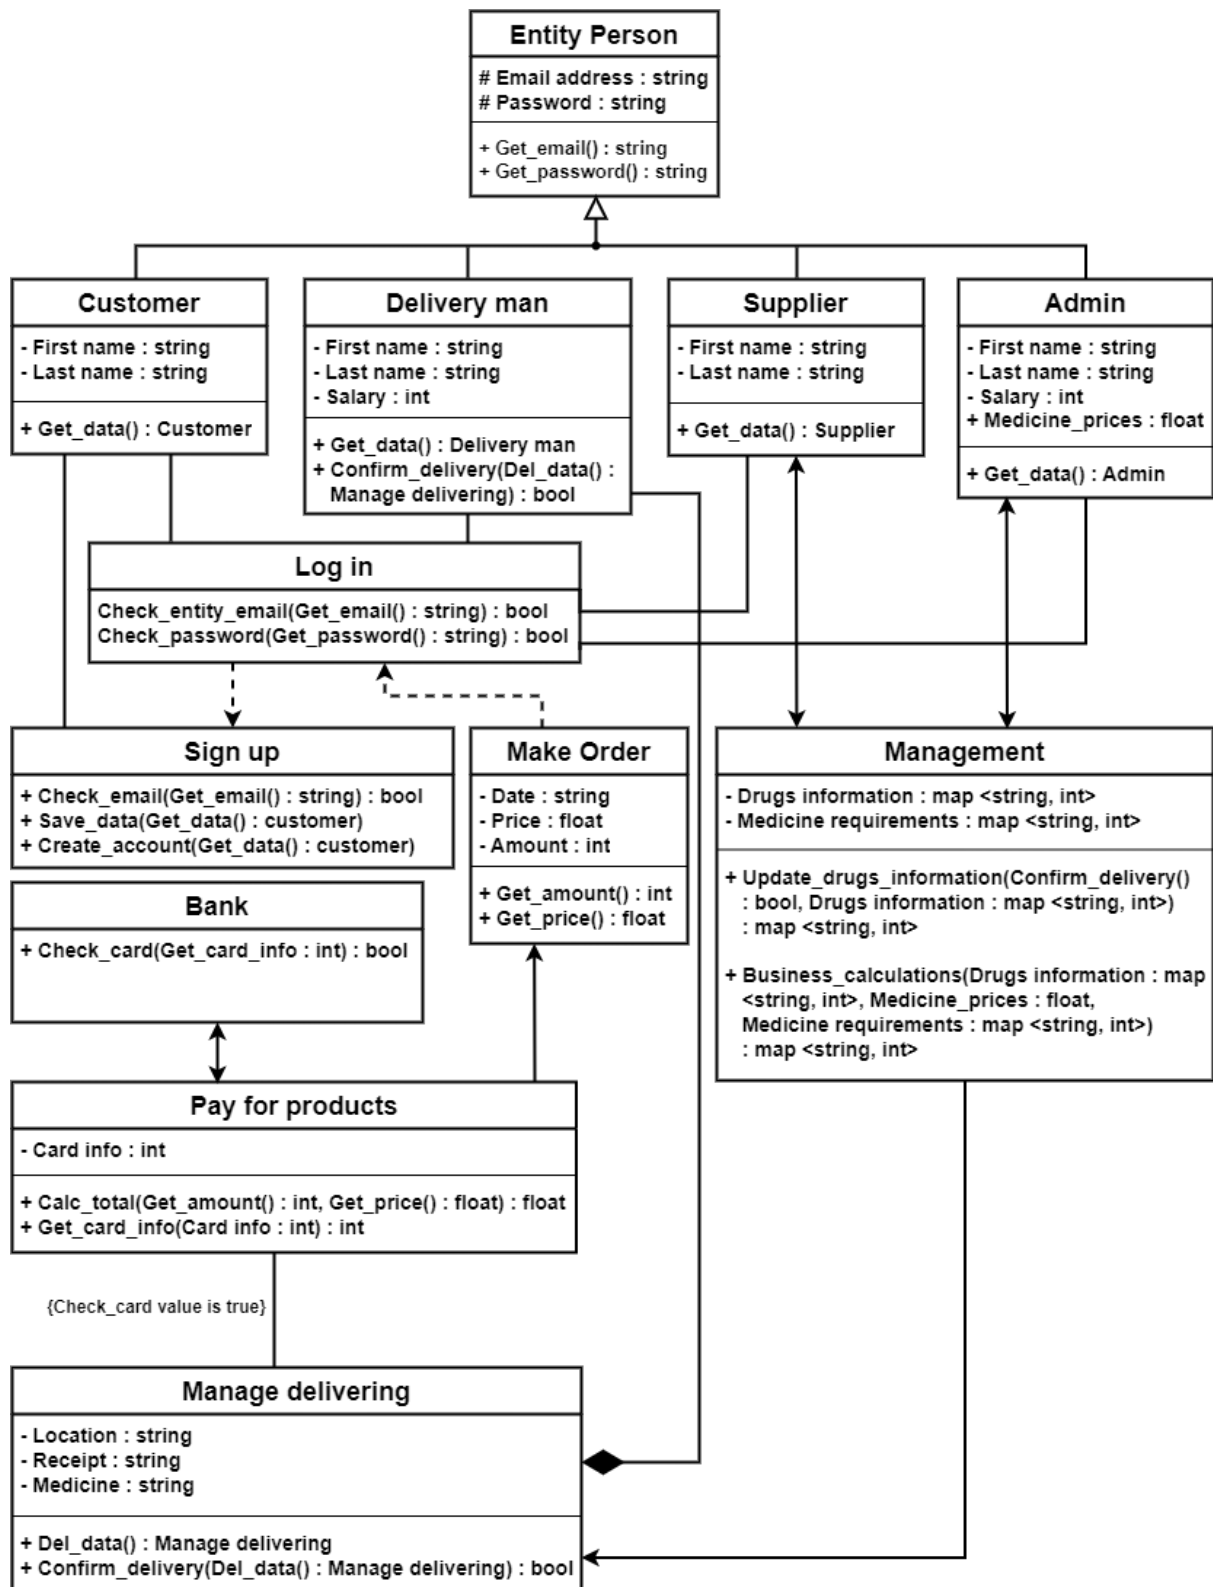 Entity Person
# Email address : string
# Password : string
+ Get_email() : string
+ Get_password() : string
Customer
- First name : string
- Last name : string
+ Get_data() : Customer
Delivery man
- First name : string
- Last name : string
- Salary : int
+ Get_data() : Delivery man
+ Confirm_delivery(Del_data() :
Manage delivering) : bool
Supplier
- First name : string
- Last name : string
+ Get_data() : Supplier
Admin
- First name : string
- Last name : string
- Salary : int
+ Medicine_prices : float
+ Get_data() : Admin
Log in
Check_entity_email(Get_email() : string) : bool
Check_password(Get_password() : string) : bool
Sign up
+ Check_email(Get_email() : string) : bool
+ Save_data(Get_data() : customer)
+ Create_account(Get_data() : customer)
Make Order
- Date : string
- Price : float
- Amount : int
+ Get_amount() : int
+ Get_price() : float
Management
- Drugs information : map <string, int>
- Medicine requirements : map <string, int>
+ Update_drugs_information(Confirm_delivery()
: bool, Drugs information : map <string, int>)
: map <string, int>
+ Business_calculations(Drugs information : map
<string, int>, Medicine_prices : float,
Medicine requirements : map <string, int>)
: map <string, int>
Bank
+ Check_card(Get_card_info : int) : bool
Pay for products
- Card info : int
+ Calc_total(Get_amount() : int, Get_price() : float) : float
+ Get_card_info(Card info : int) : int
{Check_card value is true}
Manage delivering
- Location : string
- Receipt : string
- Medicine : string
+ Del_data() : Manage delivering
+ Confirm_delivery(Del_data() : Manage delivering) : bool